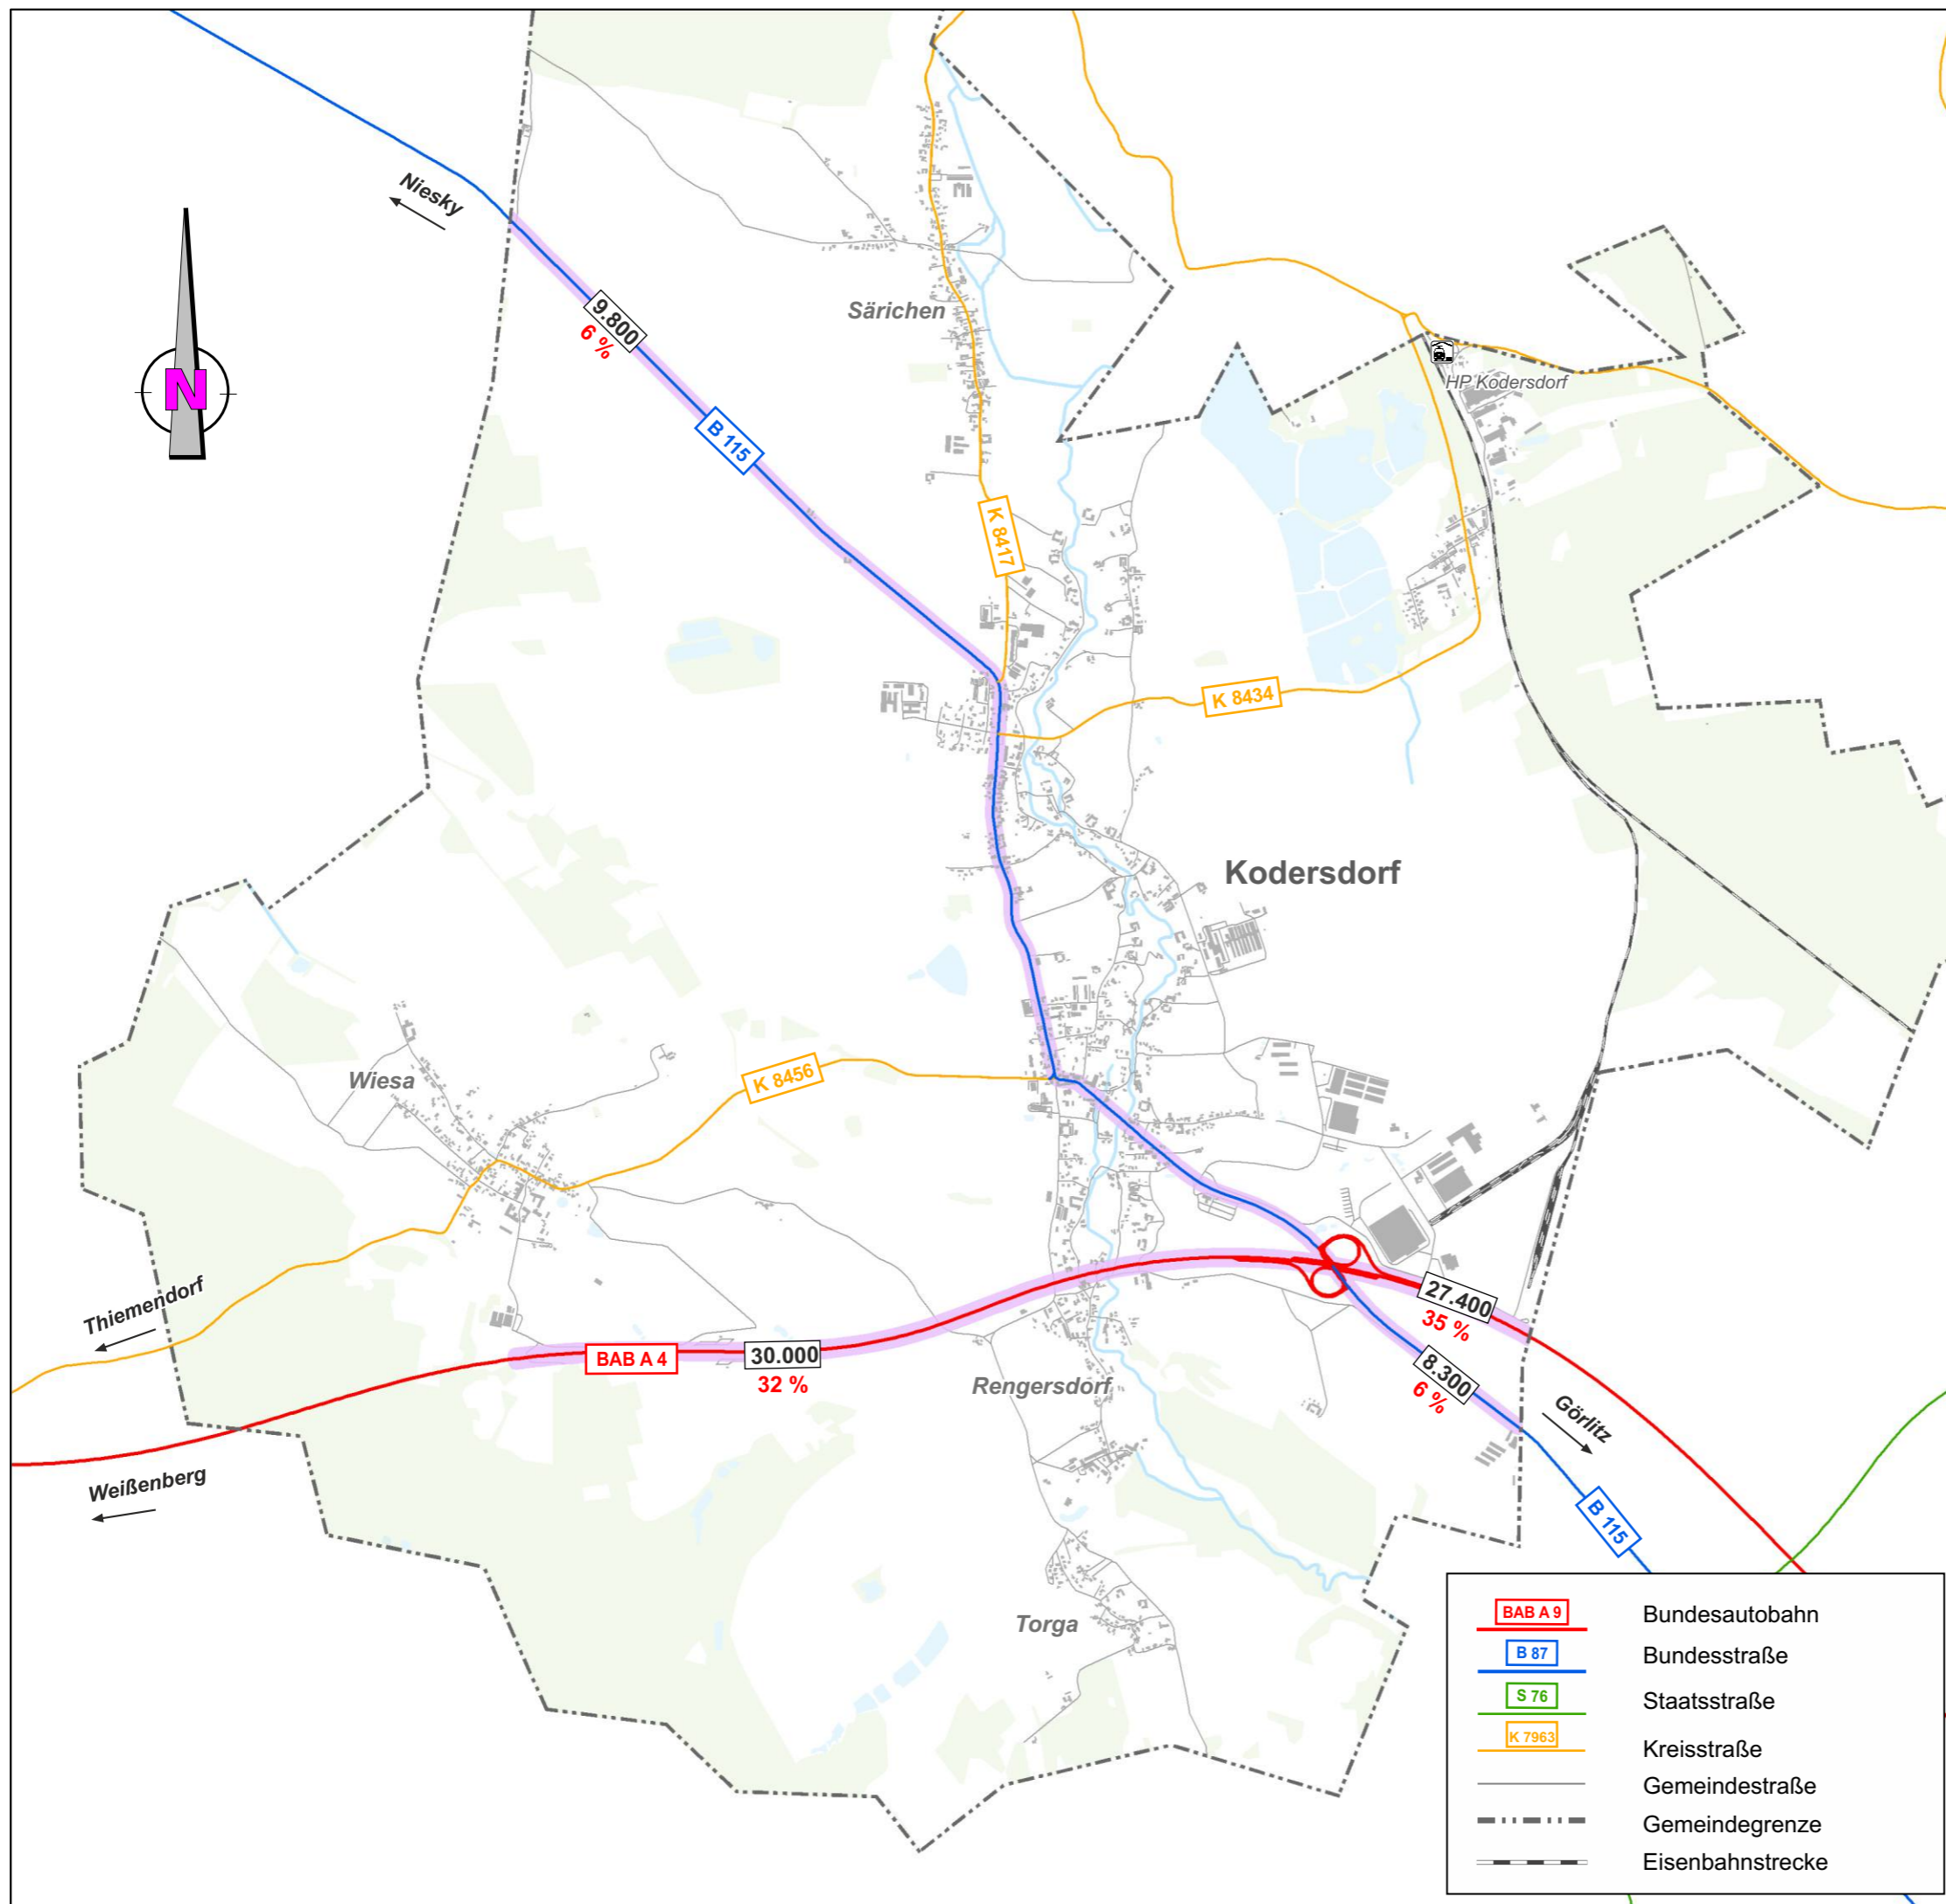 Niesky
N
9.800
6 %
B 115
Särichen
HP Kodersdorf
K 8417
K 8434
Kodersdorf
Wiesa
K 8456
Thiemendorf
27.400
35 %
BAB A 4
30.000
32 %
8.300
6 %
Rengersdorf
Görlitz
Weißenberg
B 115
Torga
BAB A 9 Bundesautobahn
B 87 Bundesstraße
S 76 Staatsstraße
K 7963 Kreisstraße
Gemeindestraße
Gemeindegrenze
Eisenbahnstrecke